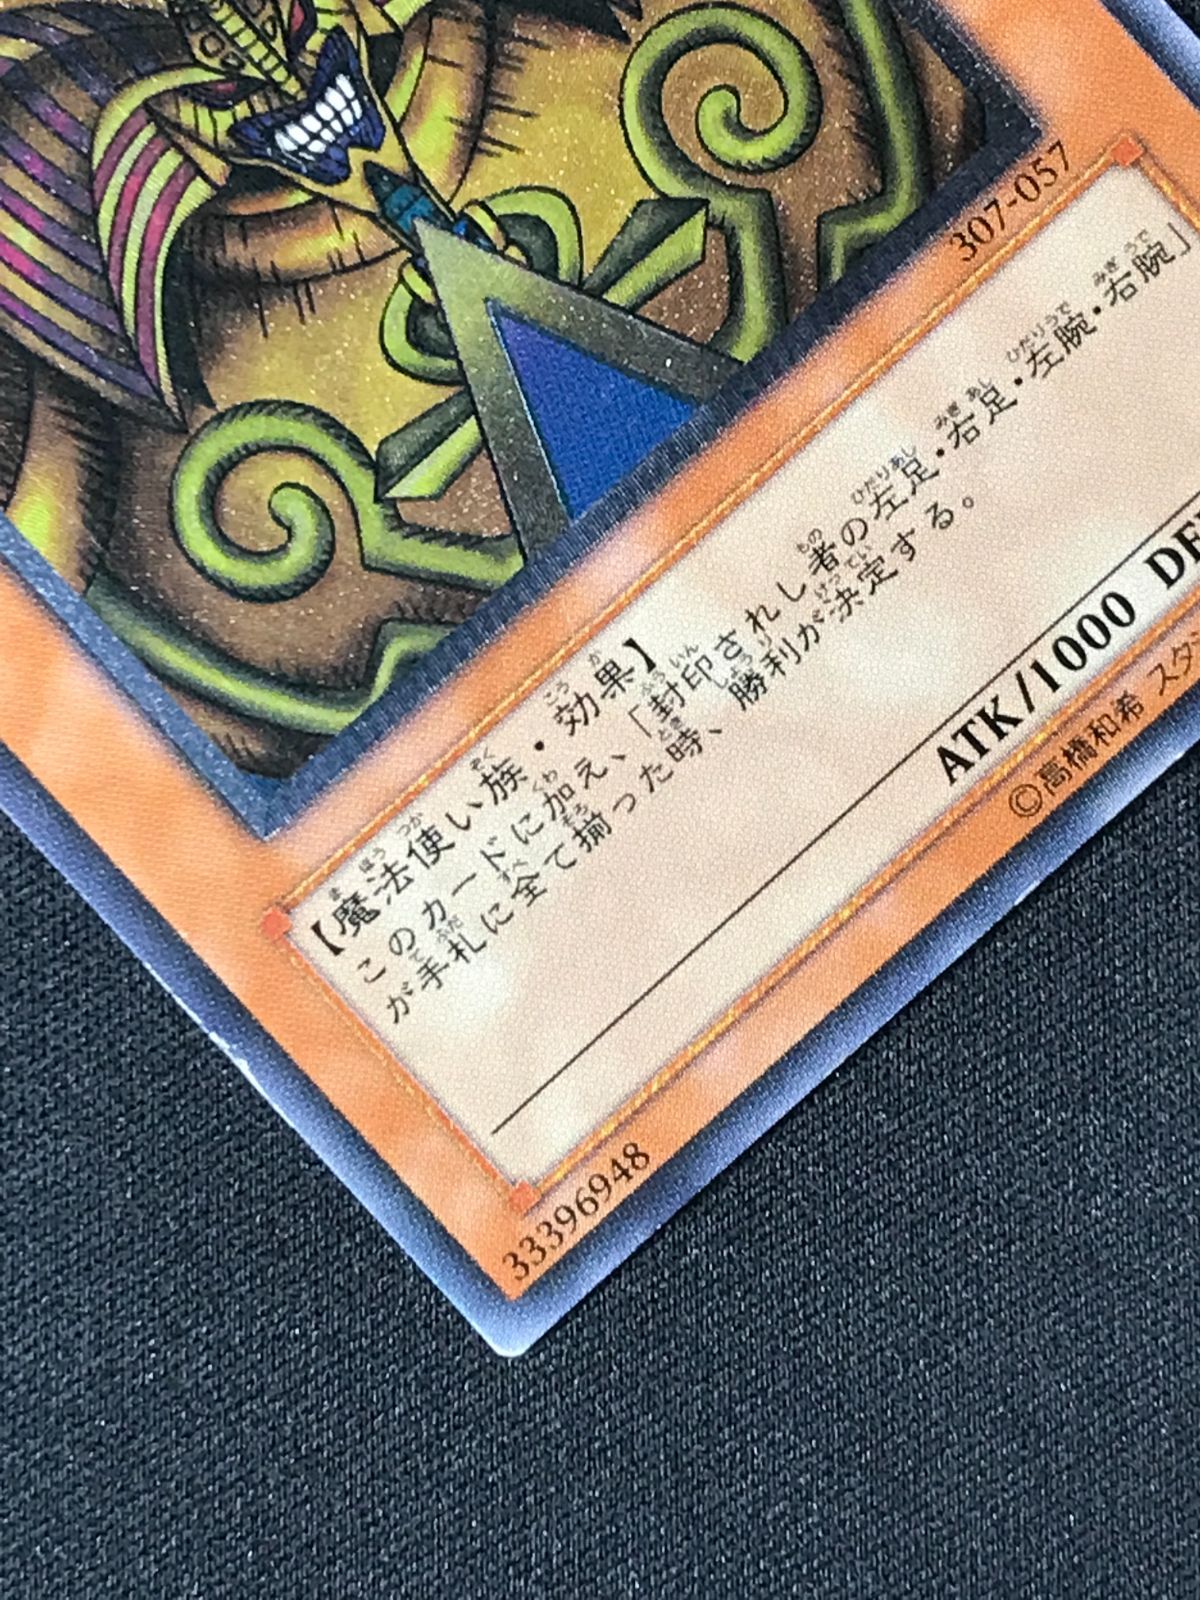 307-057
【魔法使い族・効果】
このカードに加え、「封印されし者の左足・右足・左腕・右腕」
が手札に全て揃った時、勝利が決定する。
ATK/1000 DE
©高橋和希 スタ
33396948